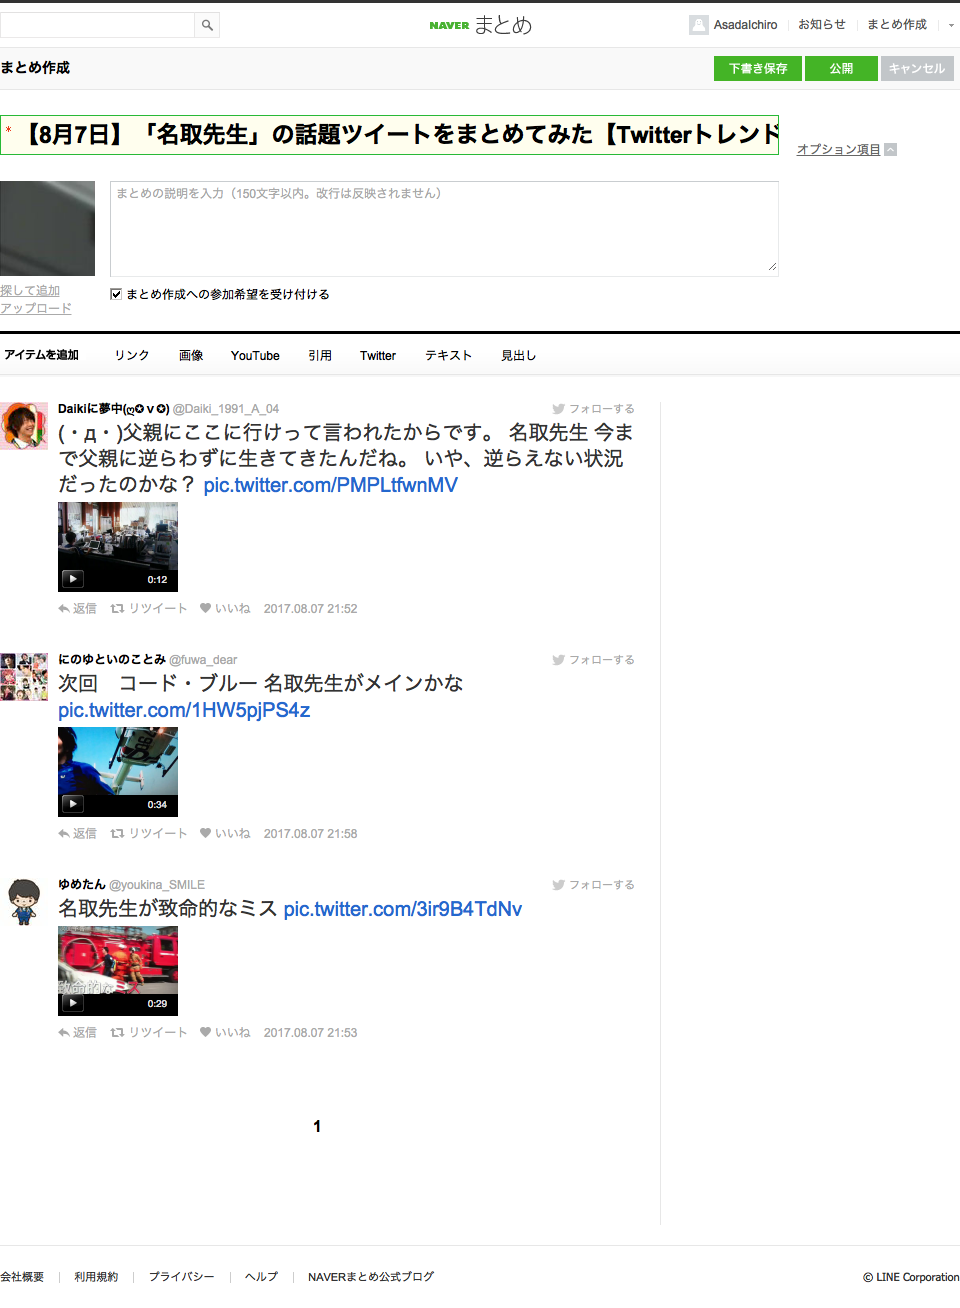 NAVER まとめ
AsadaIchiro お知らせ まとめ作成
まとめ作成 下書き保存 公開 キャンセル
* 【8月7日】「名取先生」の話題ツイートをまとめてみた【Twitterトレンド
オプション項目
まとめの説明を入力（150文字以内。改行は反映されません）
探して追加
アップロード
まとめ作成への参加希望を受け付ける
アイテムを追加 リンク 画像 YouTube 引用 Twitter テキスト 見出し
Daikiに夢中(ღ✪ v ✪) @Daiki_1991_A_04 フォローする
(・д・)父親にここに行けって言われたからです。 名取先生 今ま
で父親に逆らわずに生きてきたんだね。 いや、逆らえない状況
だったのかな？ pic.twitter.com/PMPLtfwnMV
0:12
返信 リツイート いいね 2017.08.07 21:52
にのゆといのことみ @fuwa_dear フォローする
次回　コード・ブルー 名取先生がメインかな
pic.twitter.com/1HW5pjPS4z
0:34
返信 リツイート いいね 2017.08.07 21:58
ゆめたん @youkina_SMILE フォローする
名取先生が致命的なミス pic.twitter.com/3ir9B4TdNv
致命的なミス
0:29
返信 リツイート いいね 2017.08.07 21:53
1
会社概要 利用規約 プライバシー ヘルプ NAVERまとめ公式ブログ © LINE Corporation